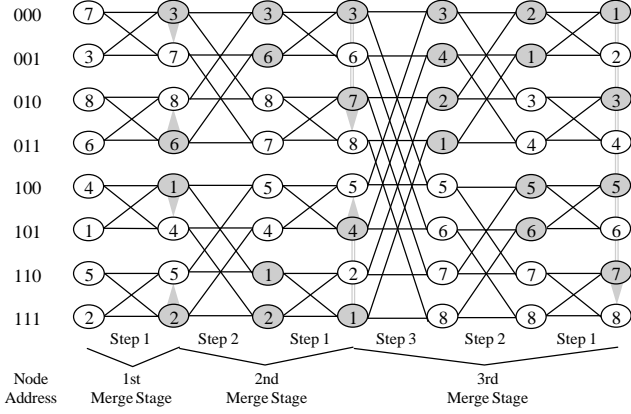 000 7 3 3 3 3 2 1
001 3 7 6 6 4 1 2
010 8 8 8 7 2 3 3
011 6 6 7 8 1 4 4
100 4 1 5 5 5 5 5
101 1 4 4 4 6 6 6
110 5 5 1 2 7 7 7
111 2 2 2 1 8 8 8
Step 1 Step 2 Step 1 Step 3 Step 2 Step 1
Node 1st 2nd 3rd
Address Merge Stage Merge Stage Merge Stage